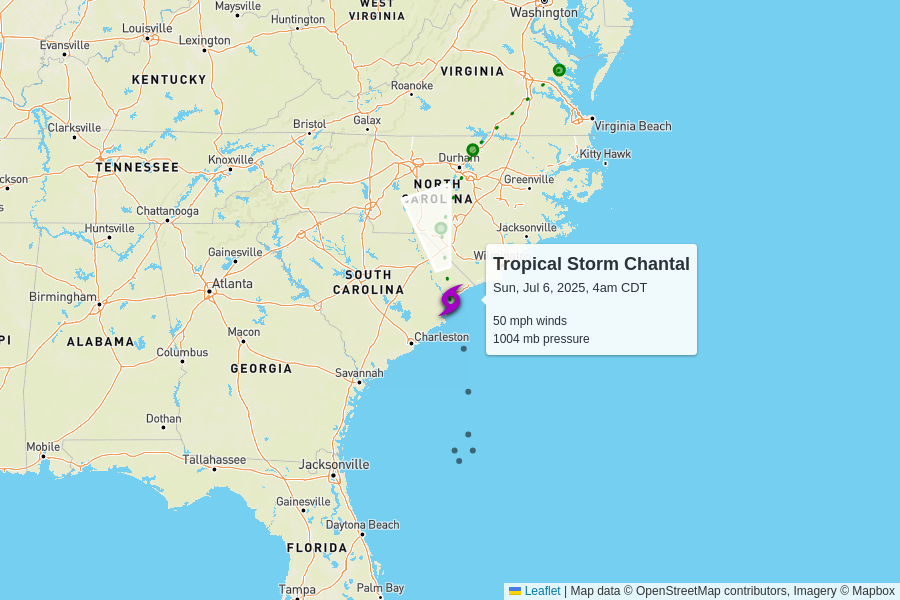 WEST
VIRGINIA
Washington
Maysville
Huntington
Louisville
Lexington
Evansville
KENTUCKY
VIRGINIA
Roanoke
Bristol
Galax
Clarksville
Virginia Beach
Kitty Hawk
Durham
Knoxville
TENNESSEE
ckson
NORTH
CAROLINA
Greenville
s
Chattanooga
Huntsville
Jacksonville
Gainesville
Wi
SOUTH
CAROLINA
Atlanta
Birmingham
Tropical Storm Chantal
Sun, Jul 6, 2025, 4am CDT
50 mph winds
1004 mb pressure
PI
ALABAMA
Macon
Charleston
Columbus
GEORGIA
Savannah
Dothan
Mobile
Tallahassee
Jacksonville
Gainesville
Daytona Beach
FLORIDA
Tampa
Palm Bay
Leaflet | Map data © OpenStreetMap contributors, Imagery © Mapbox